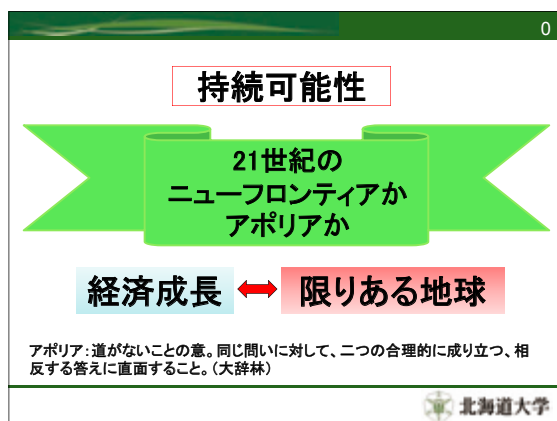 0
持続可能性
21世紀の
ニューフロンティアか
アポリアか
経済成長
限りある地球
アポリア：道がないことの意。同じ問いに対して、二つの合理的に成り立つ、相
反する答えに直面すること。（大辞林）
北海道大学